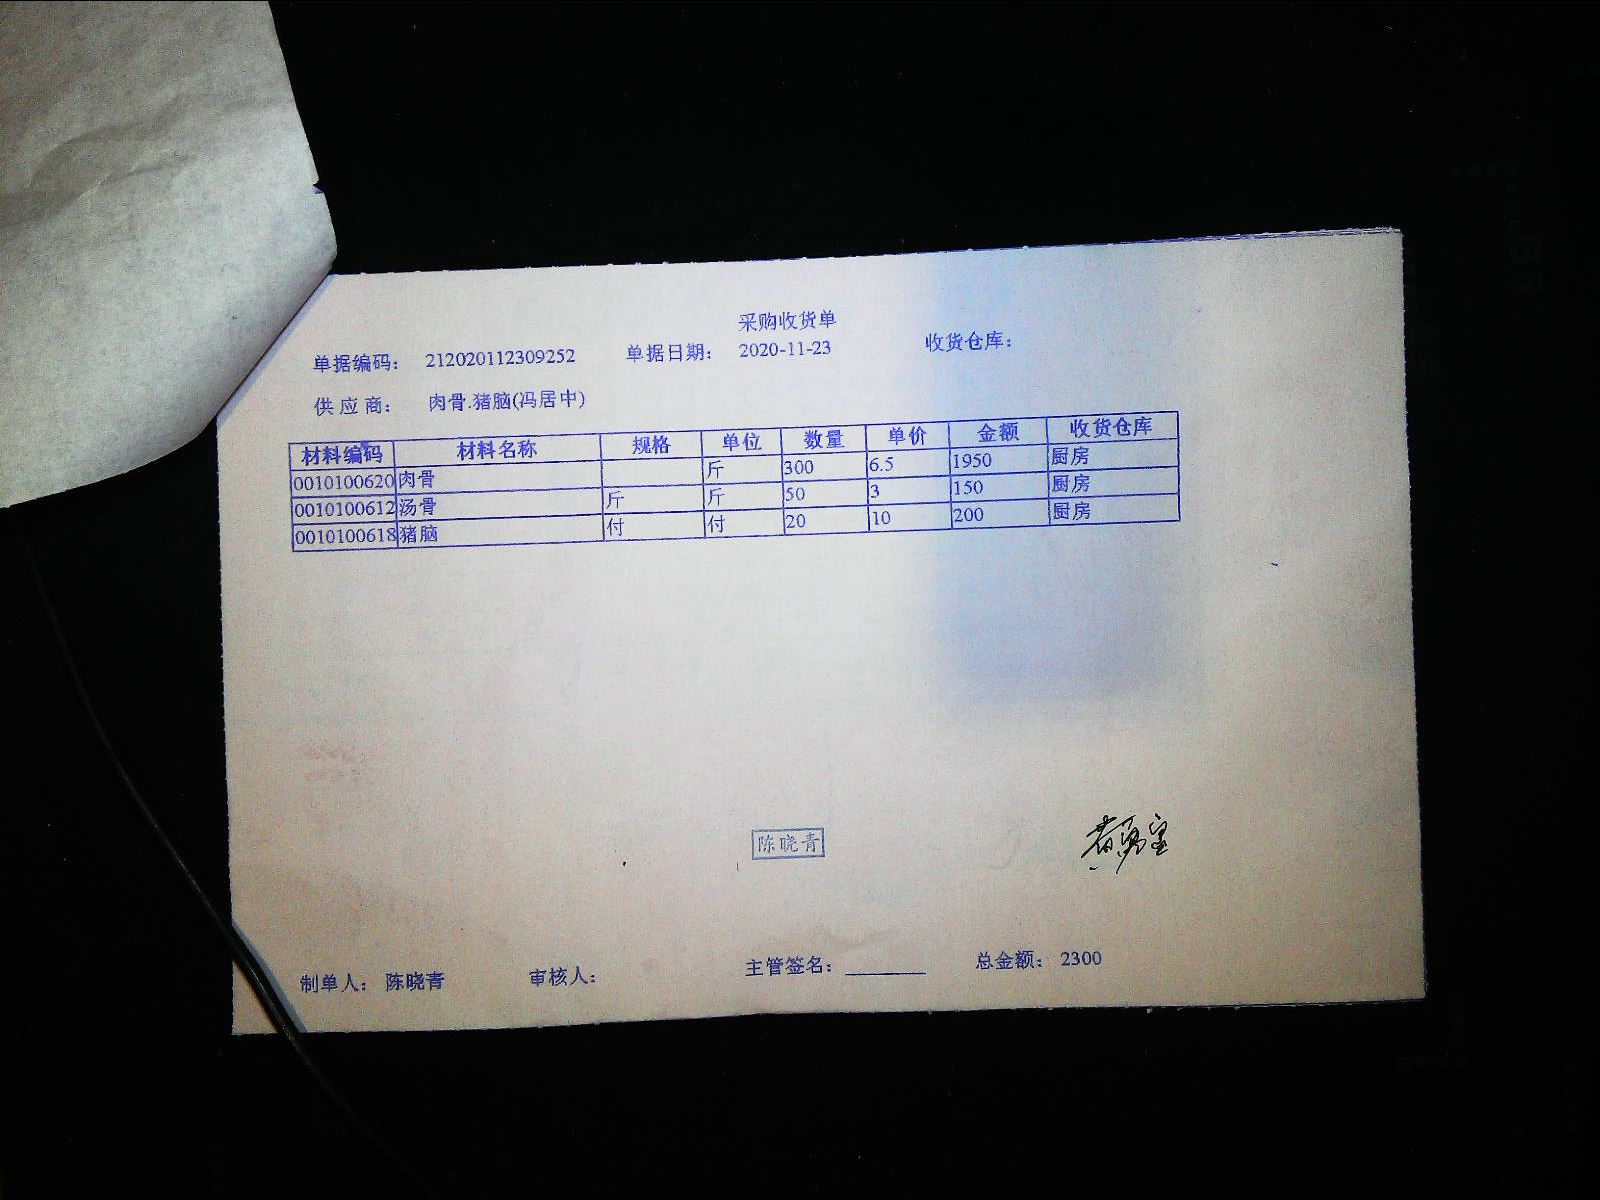 采购收货单
单据编码： 212020112309252 单据日期： 2020-11-23 收货仓库：
供 应 商： 肉骨.猪脑(冯居中)
材料编码 材料名称 规格 单位 数量 单价 金额 收货仓库
0010100620 肉骨 斤 300 6.5 1950 厨房
0010100612 汤骨 斤 斤 50 3 150 厨房
0010100618 猪脑 付 付 20 10 200 厨房
陈晓青
制单人： 陈晓青 审核人： 主管签名： 总金额： 2300